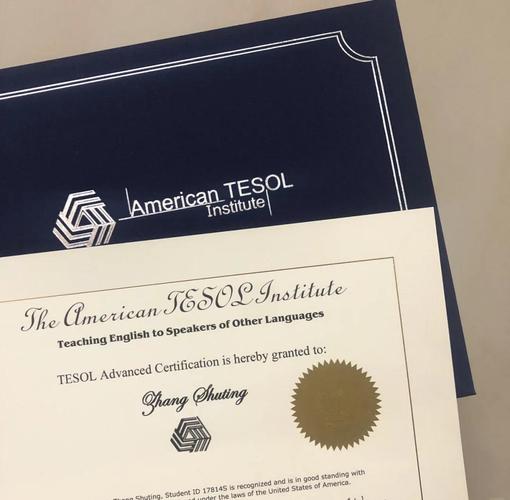 American TESOL
Institute
The American TESOL Institute
Teaching English to Speakers of Other Languages
TESOL Advanced Certification is hereby granted to:
Zhang Shuting
Zhang Shuting, Student ID 17814S is recognized and is in good standing with
under the laws of the United States of America.